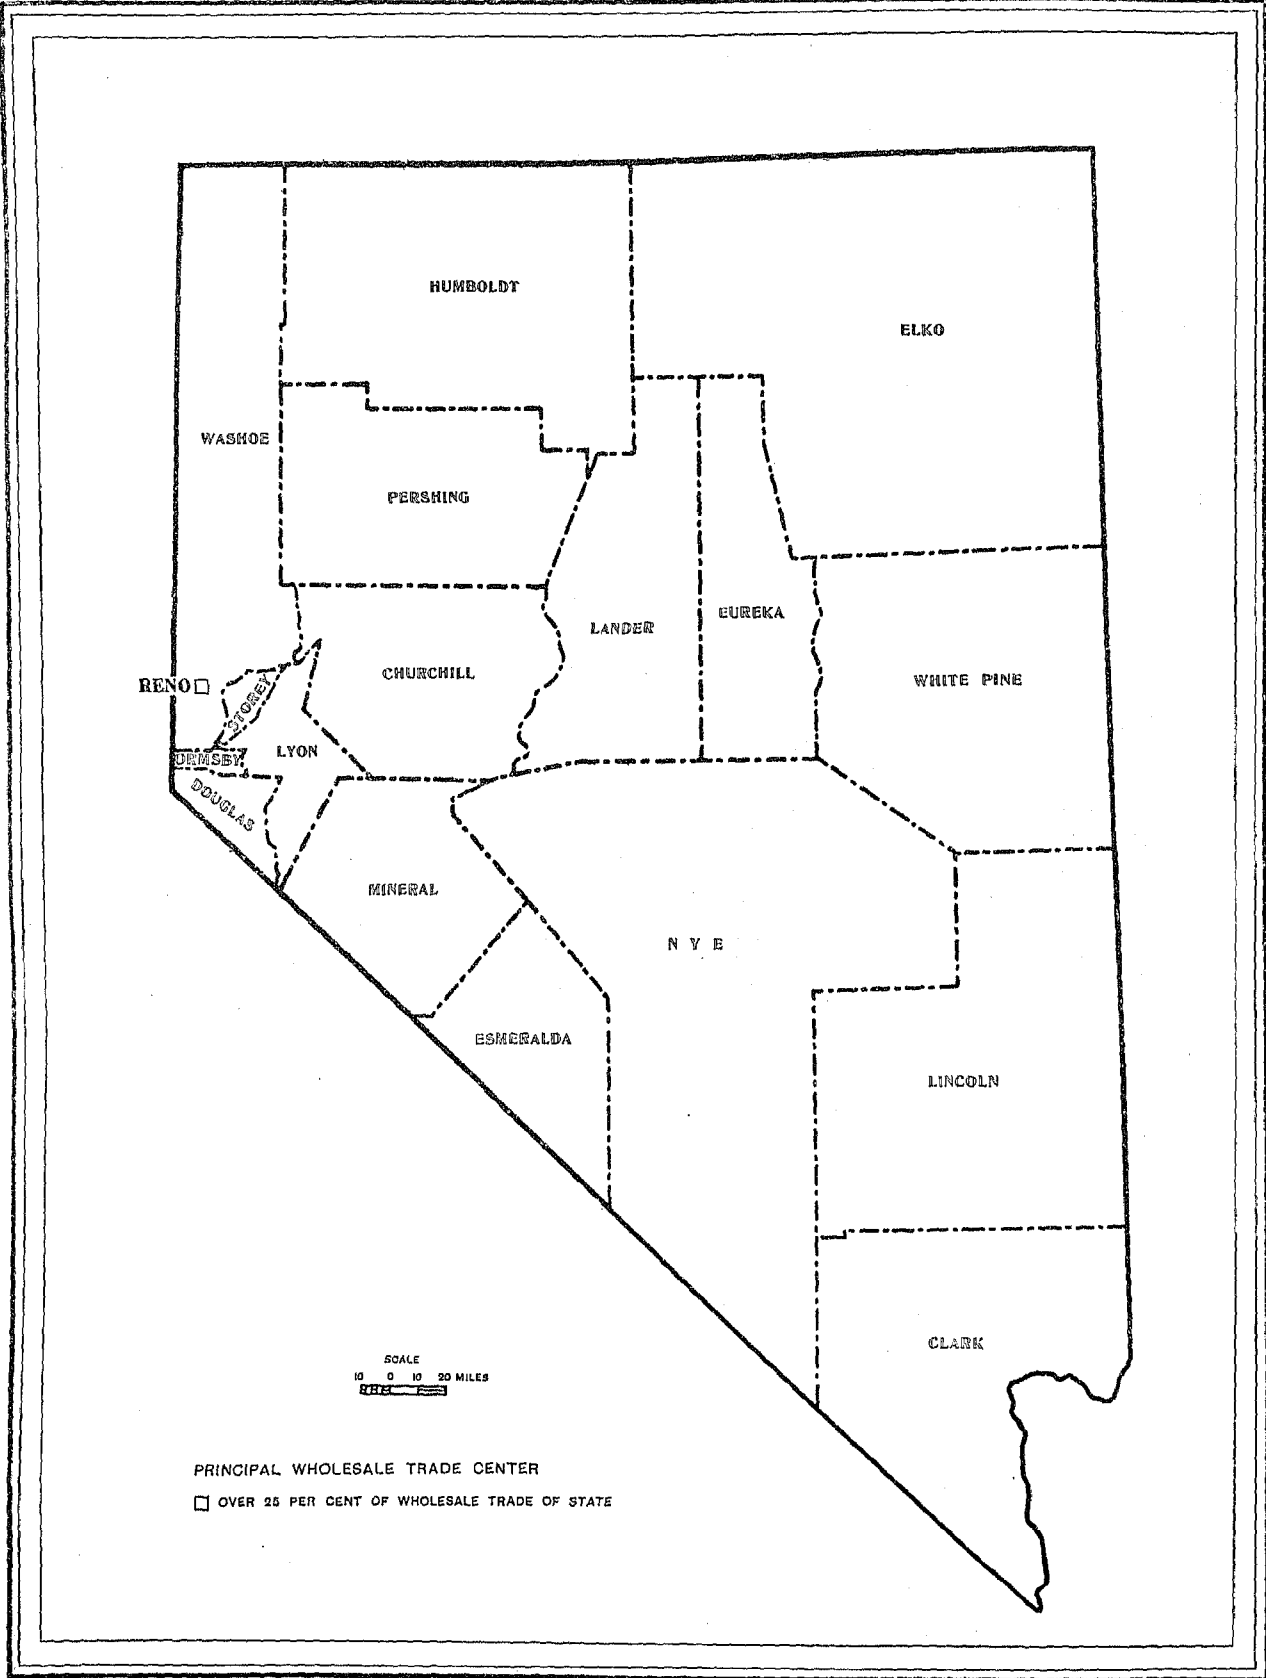 HUMBOLDT
ELKO
WASHOE
PERSHING
EUREKA
LANDER
CHURCHILL
WHITE PINE
RENO
STOREY
LYON
ORMSBY
DOUGLAS
MINERAL
NYE
ESMERALDA
LINCOLN
CLARK
SCALE
10 0 10 20 MILES
PRINCIPAL WHOLESALE TRADE CENTER
OVER 25 PER CENT OF WHOLESALE TRADE OF STATE